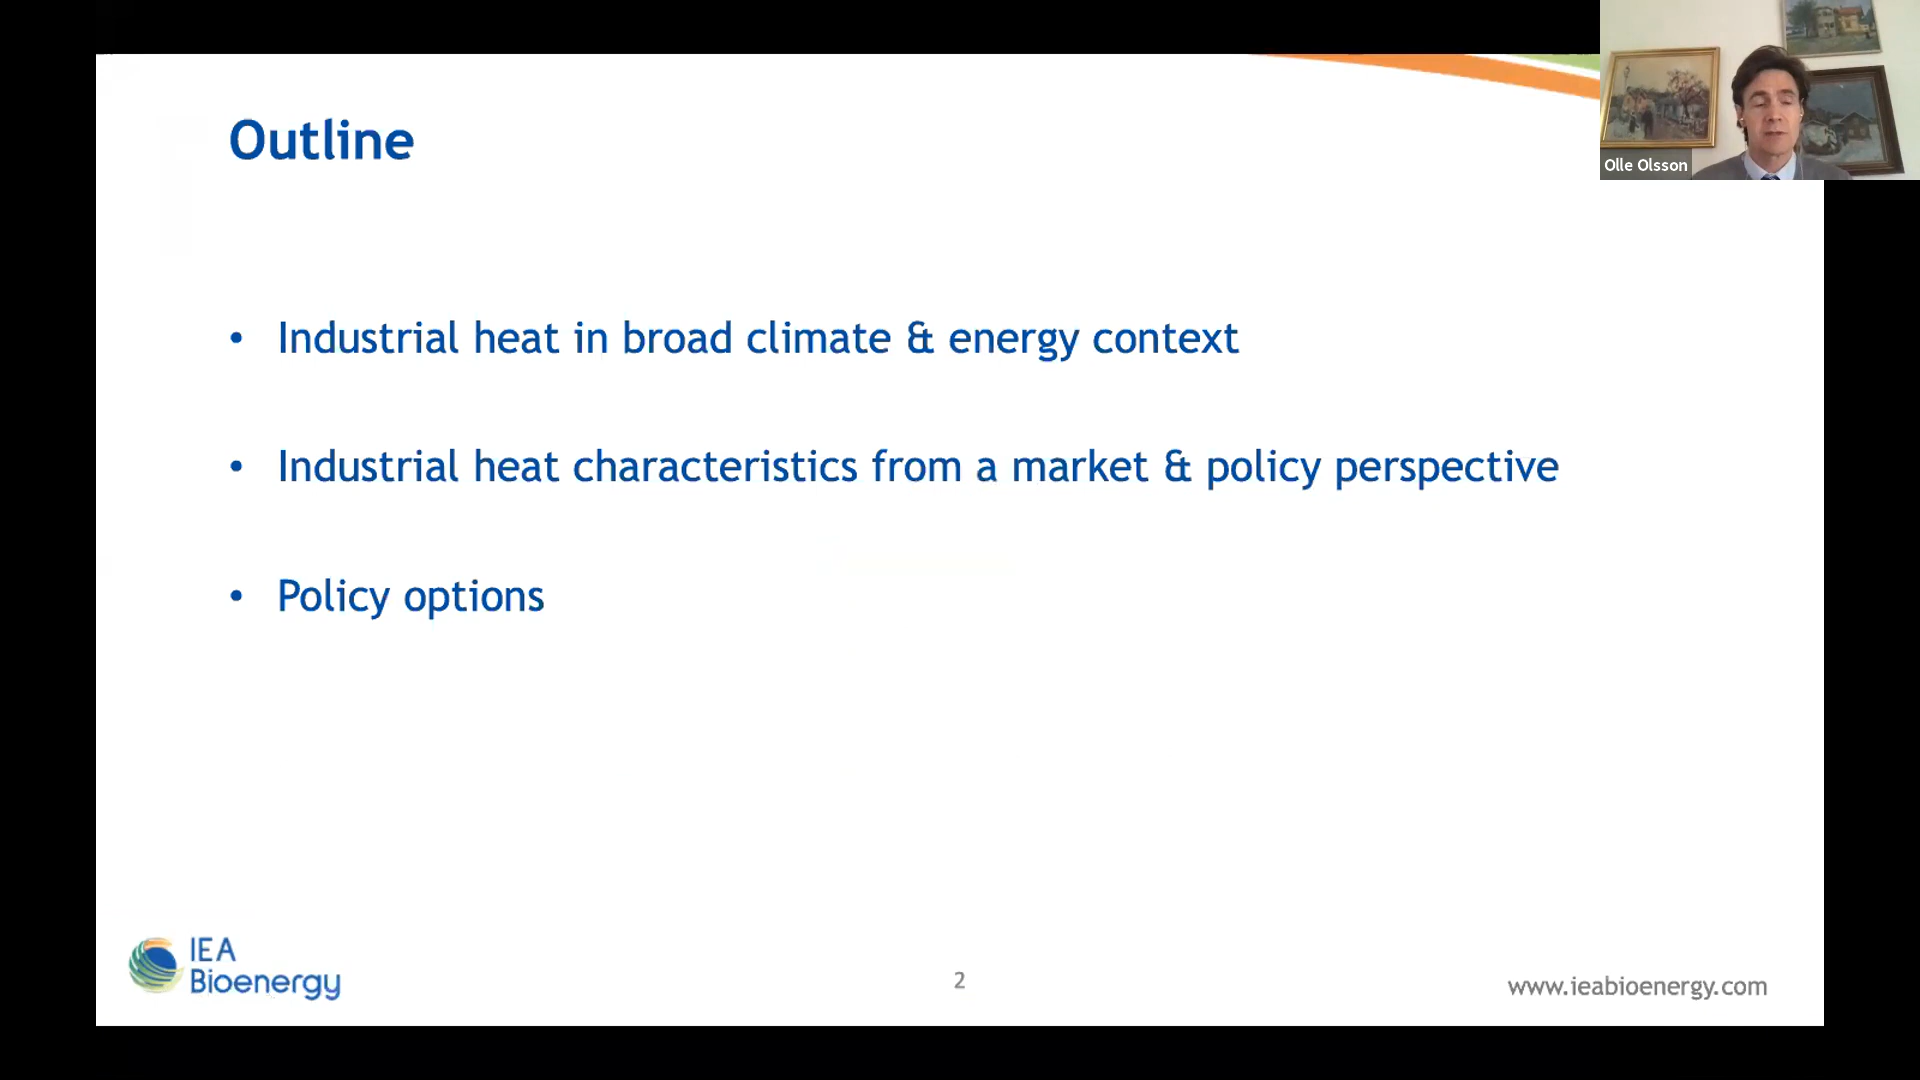 Outline
Olle Olsson
• Industrial heat in broad climate & energy context
• Industrial heat characteristics from a market & policy perspective
• Policy options
IEA
Bioenergy
2
www.ieabioenergy.com